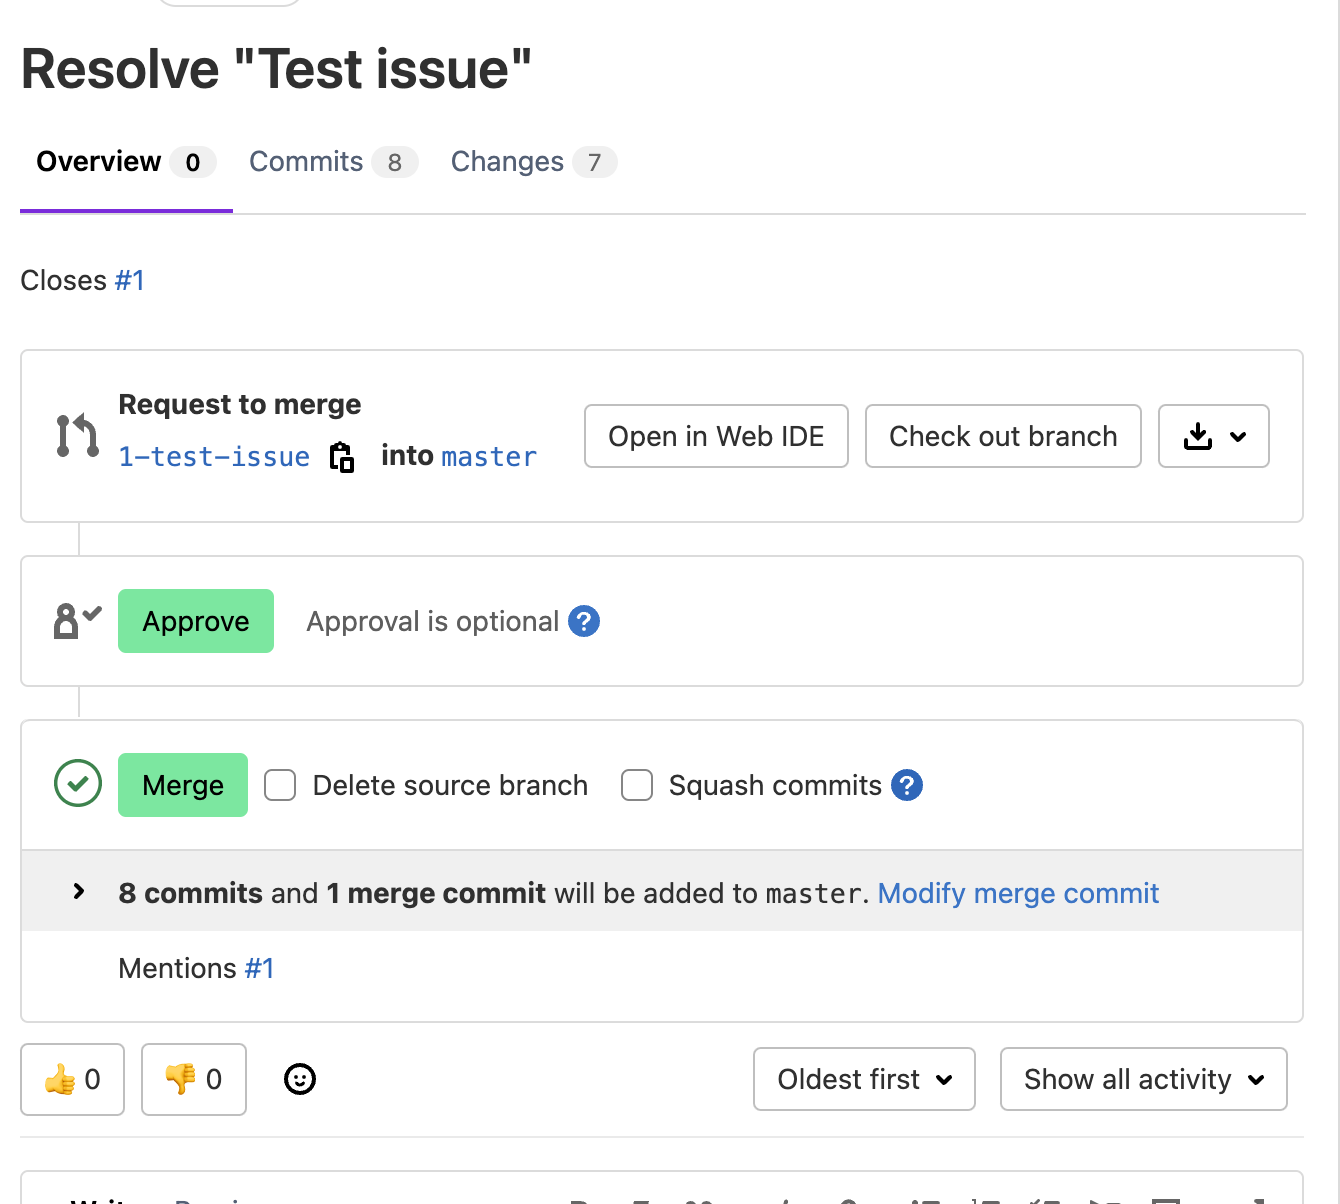 Resolve "Test issue"
Overview 0 Commits 8 Changes 7
Closes #1
Request to merge
1-test-issue into master
Open in Web IDE Check out branch
Approve Approval is optional ?
Merge Delete source branch Squash commits ?
8 commits and 1 merge commit will be added to master. Modify merge commit
Mentions #1
👍 0 👎 0 Oldest first Show all activity